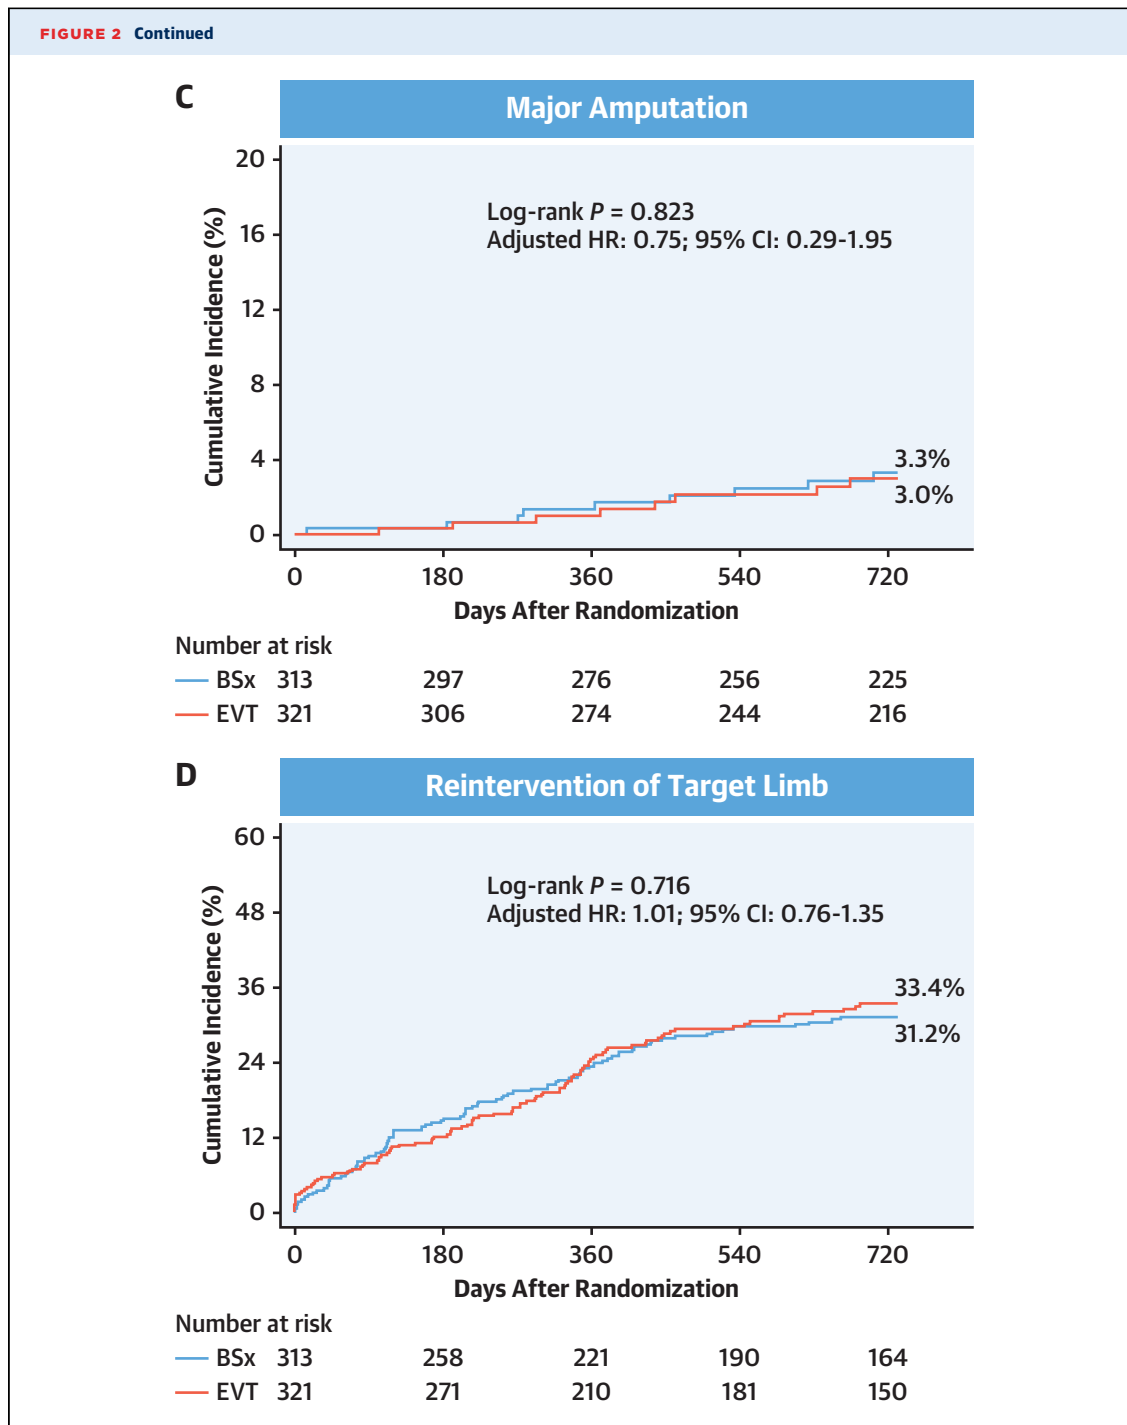 FIGURE 2 Continued
C
Major Amputation
20
16
12
8
4
0
Cumulative Incidence (%)
Log-rank P = 0.823
Adjusted HR: 0.75; 95% CI: 0.29-1.95
3.3%
3.0%
0 180 360 540 720
Days After Randomization
Number at risk
BSx 313 297 276 256 225
EVT 321 306 274 244 216
D
Reintervention of Target Limb
60
48
36
24
12
0
Cumulative Incidence (%)
Log-rank P = 0.716
Adjusted HR: 1.01; 95% CI: 0.76-1.35
33.4%
31.2%
0 180 360 540 720
Days After Randomization
Number at risk
BSx 313 258 221 190 164
EVT 321 271 210 181 150